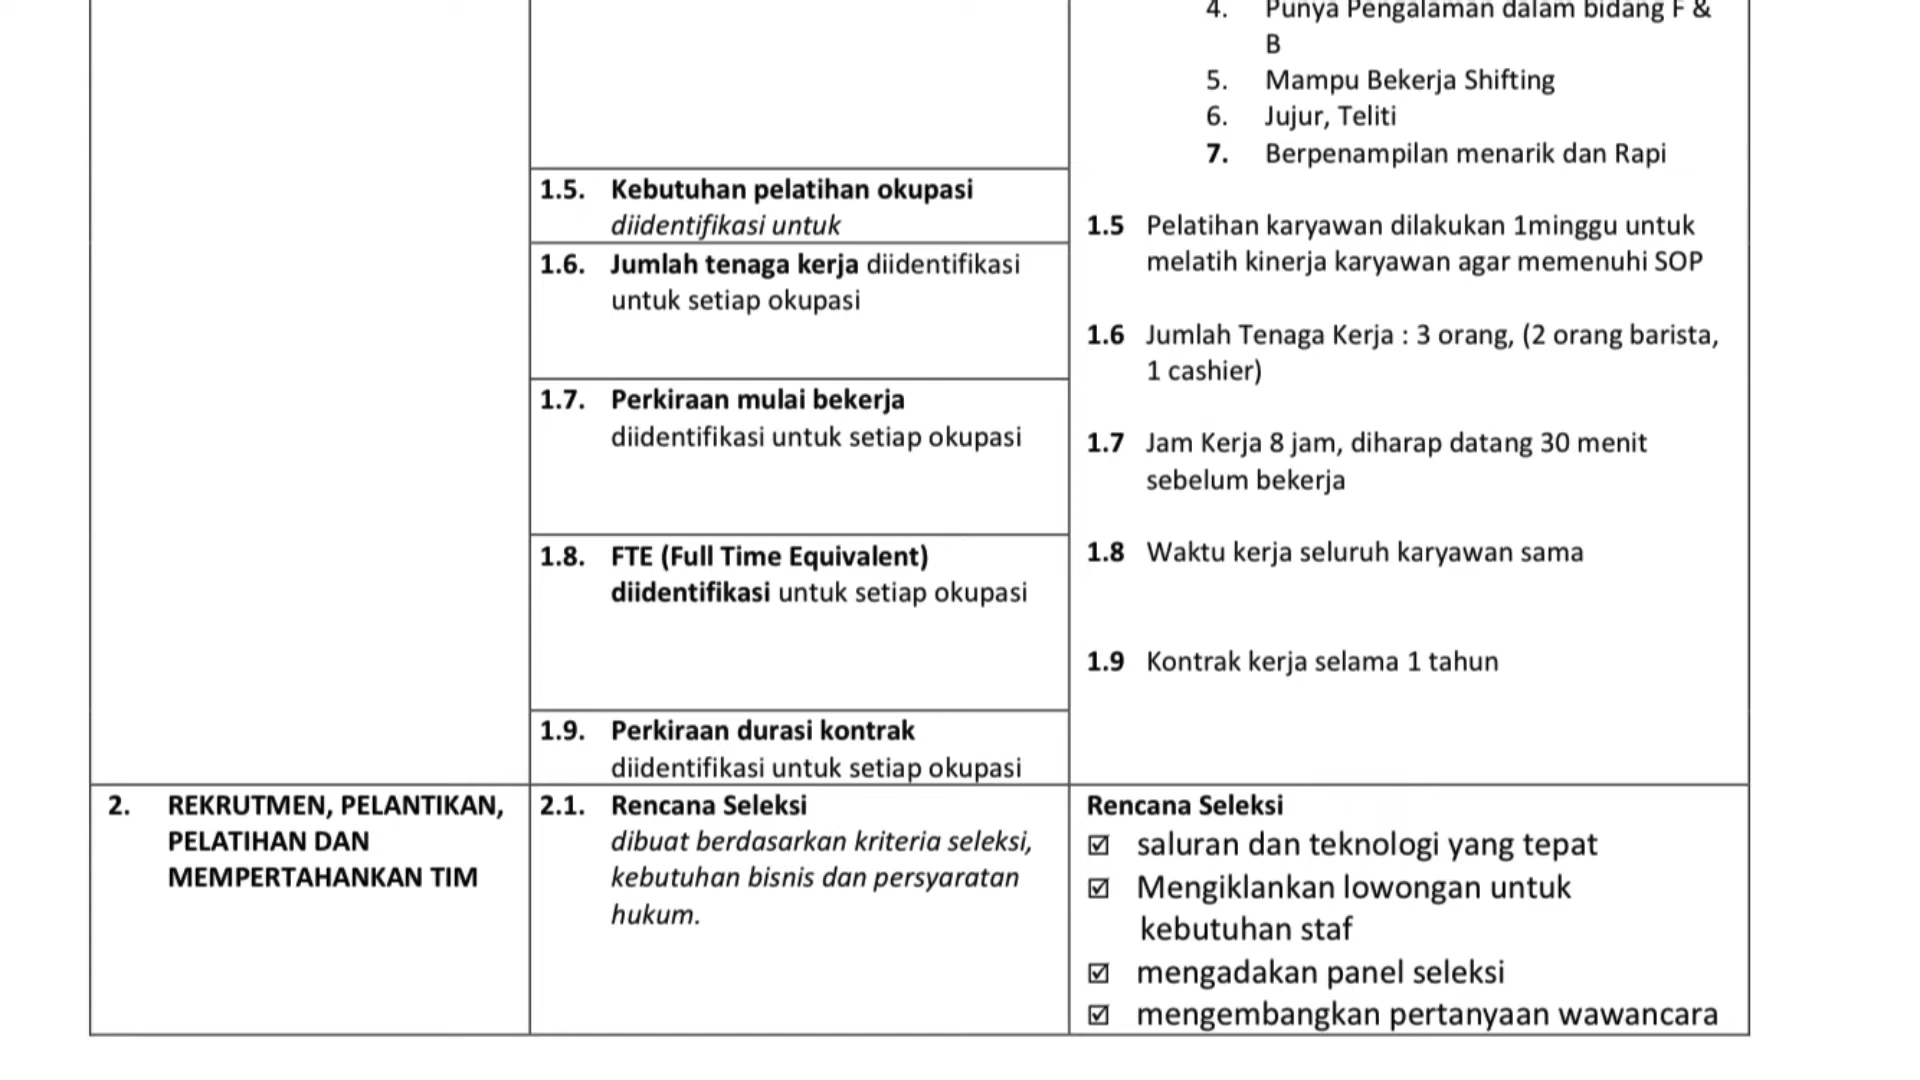 4. Punya Pengalaman dalam bidang F &
B
5. Mampu Bekerja Shifting
6. Jujur, Teliti
7. Berpenampilan menarik dan Rapi
1.5. Kebutuhan pelatihan okupasi
diidentifikasi untuk
1.6. Jumlah tenaga kerja diidentifikasi
untuk setiap okupasi
1.7. Perkiraan mulai bekerja
diidentifikasi untuk setiap okupasi
1.8. FTE (Full Time Equivalent)
diidentifikasi untuk setiap okupasi
1.9. Perkiraan durasi kontrak
diidentifikasi untuk setiap okupasi
1.5 Pelatihan karyawan dilakukan 1minggu untuk
melatih kinerja karyawan agar memenuhi SOP
1.6 Jumlah Tenaga Kerja : 3 orang, (2 orang barista,
1 cashier)
1.7 Jam Kerja 8 jam, diharap datang 30 menit
sebelum bekerja
1.8 Waktu kerja seluruh karyawan sama
1.9 Kontrak kerja selama 1 tahun
2. REKRUTMEN, PELANTIKAN,
PELATIHAN DAN
MEMPERTAHANKAN TIM
2.1. Rencana Seleksi
dibuat berdasarkan kriteria seleksi,
kebutuhan bisnis dan persyaratan
hukum.
Rencana Seleksi
☑ saluran dan teknologi yang tepat
☑ Mengiklankan lowongan untuk
kebutuhan staf
☑ mengadakan panel seleksi
☑ mengembangkan pertanyaan wawancara